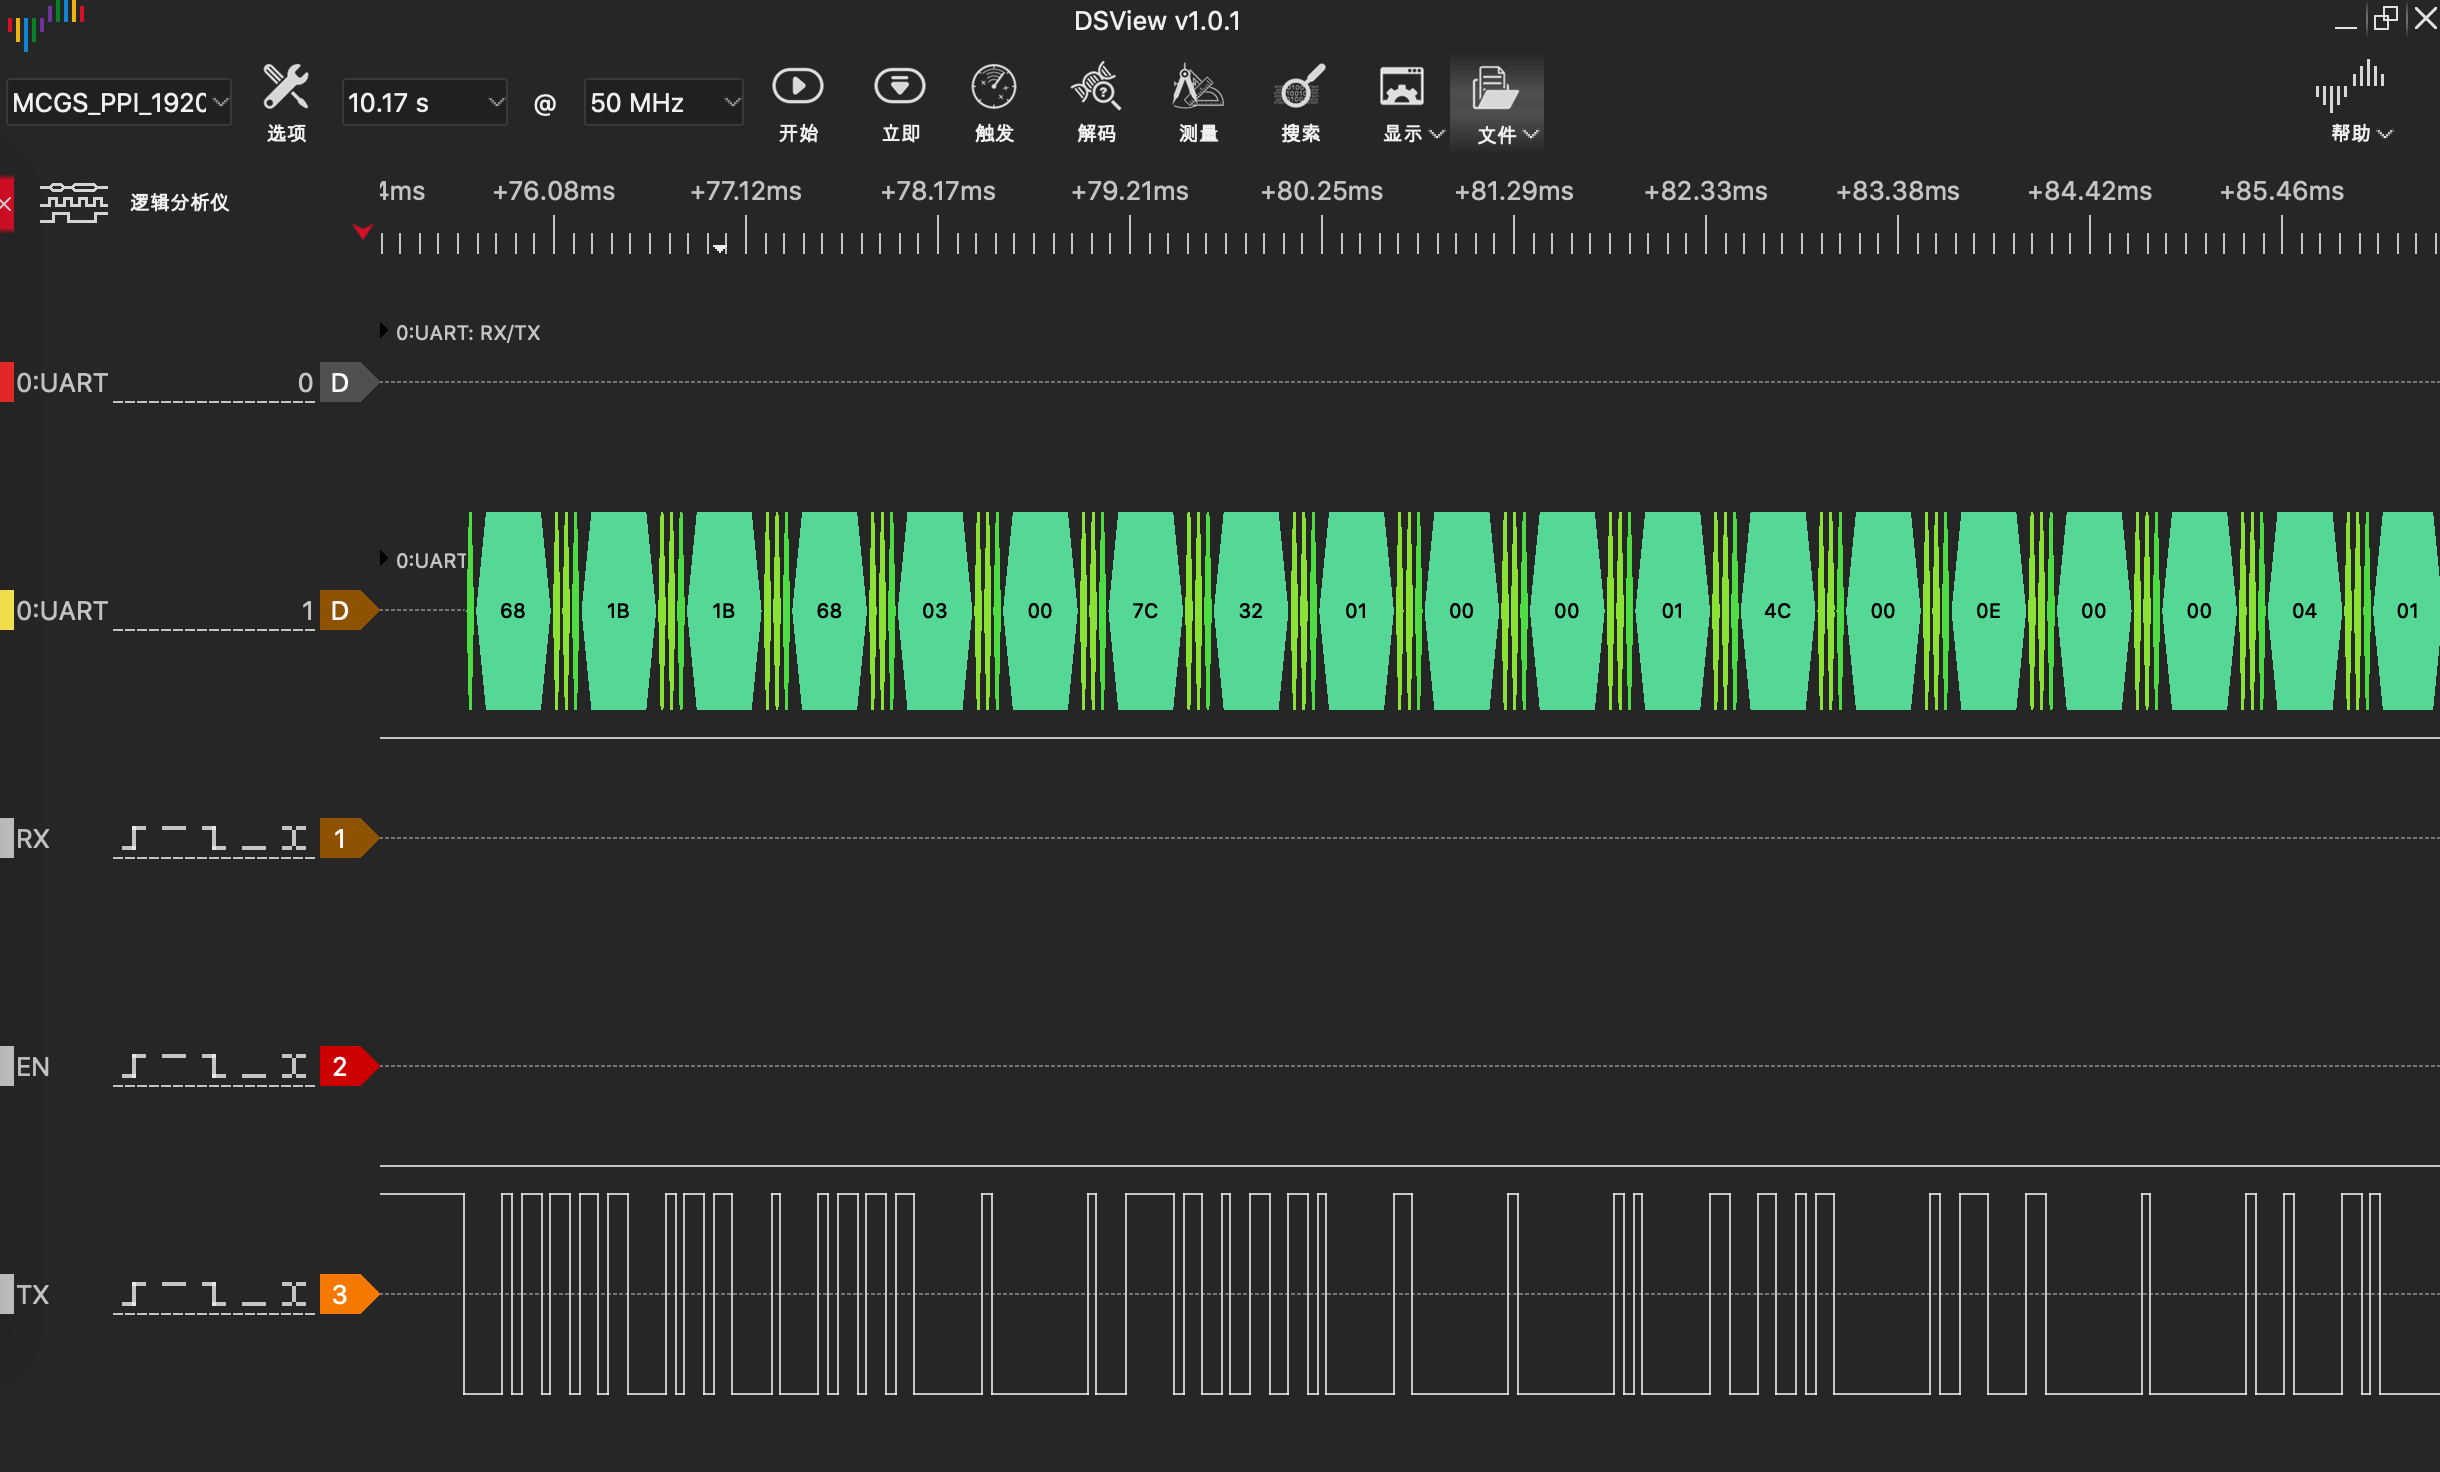 DSView v1.0.1
MCGS_PPI_1920
选项
10.17 s
@
50 MHz
开始
立即
触发
解码
测量
搜索
显示
文件
帮助
逻辑分析仪
4ms +76.08ms +77.12ms +78.17ms +79.21ms +80.25ms +81.29ms +82.33ms +83.38ms +84.42ms +85.46ms
0:UART: RX/TX
0:UART 0 D
0:UART
0:UART 1 D
68 1B 1B 68 03 00 7C 32 01 00 00 01 4C 00 0E 00 00 04 01
RX 1
EN 2
TX 3